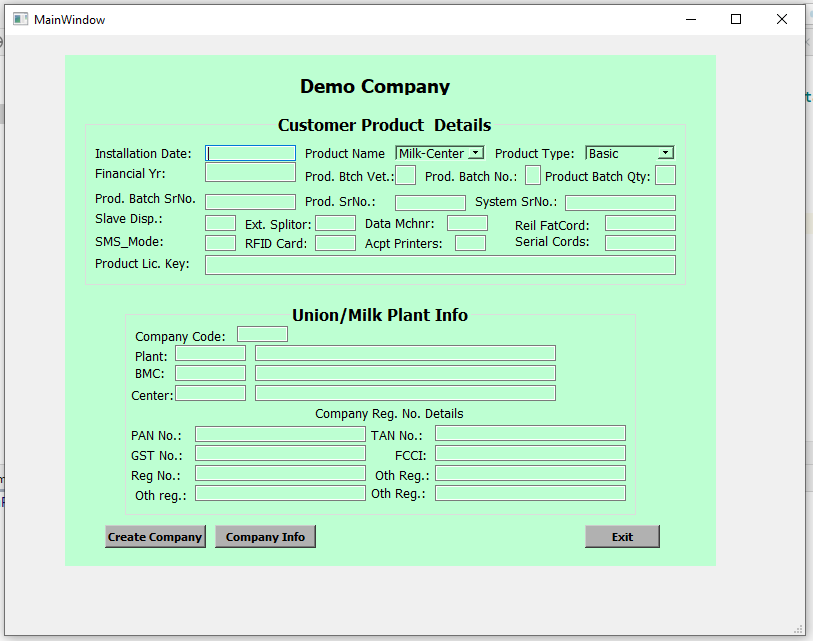 MainWindow
Demo Company
Customer Product Details
Installation Date: Product Name Milk-Center Product Type: Basic
Financial Yr: Prod. Btch Vet.: Prod. Batch No.: Product Batch Qty:
Prod. Batch SrNo. Prod. SrNo.: System SrNo.:
Slave Disp.: Ext. Splitor: Data Mchnr: Reil FatCord:
SMS_Mode: RFID Card: Acpt Printers: Serial Cords:
Product Lic. Key:
Union/Milk Plant Info
Company Code:
Plant:
BMC:
Center:
Company Reg. No. Details
PAN No.: TAN No.:
GST No.: FCCI:
Reg No.: Oth Reg.:
Oth reg.: Oth Reg.:
Create Company Company Info Exit